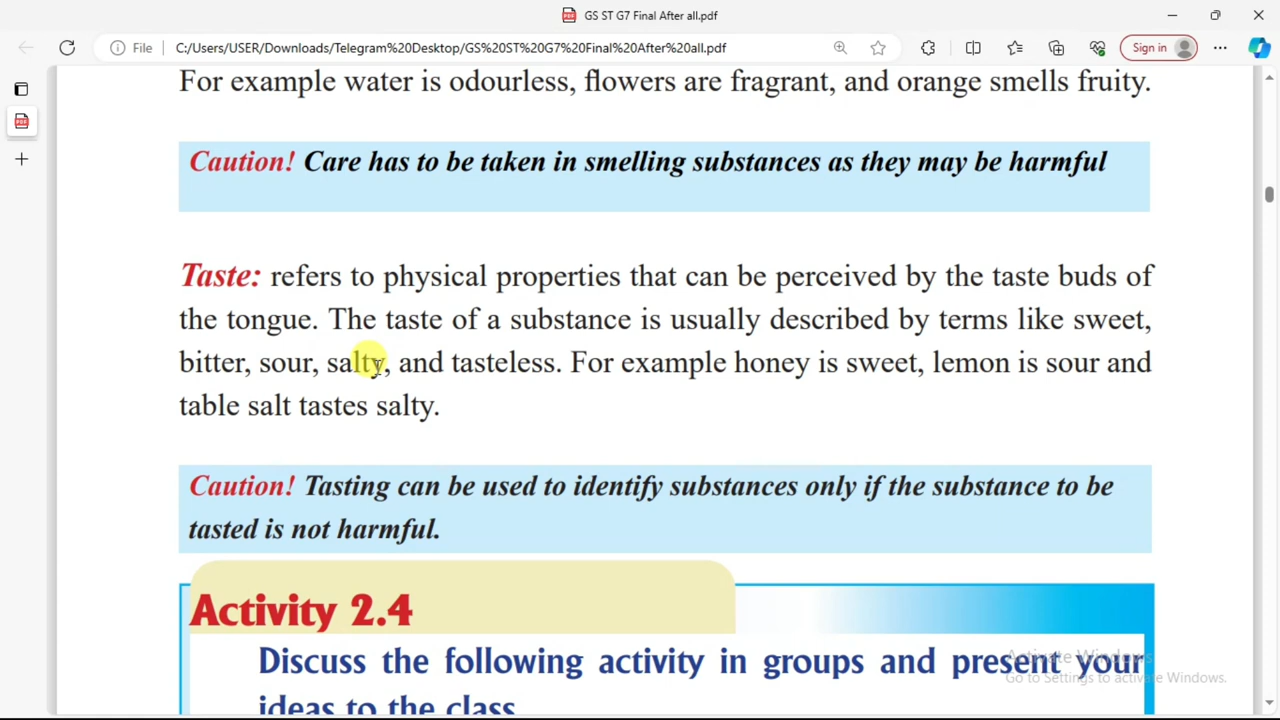 GS ST G7 Final After all.pdf
File
C:/Users/USER/Downloads/Telegram%20Desktop/GS%20ST%20G7%20Final%20After%20all.pdf
Sign in
For example water is odourless, flowers are fragrant, and orange smells fruity.
Caution! Care has to be taken in smelling substances as they may be harmful
Taste: refers to physical properties that can be perceived by the taste buds of
the tongue. The taste of a substance is usually described by terms like sweet,
bitter, sour, salty, and tasteless. For example honey is sweet, lemon is sour and
table salt tastes salty.
Caution! Tasting can be used to identify substances only if the substance to be
tasted is not harmful.
Activity 2.4
Discuss the following activity in groups and present your
ideas to the class
Activate Windows
Go to Settings to activate Windows.